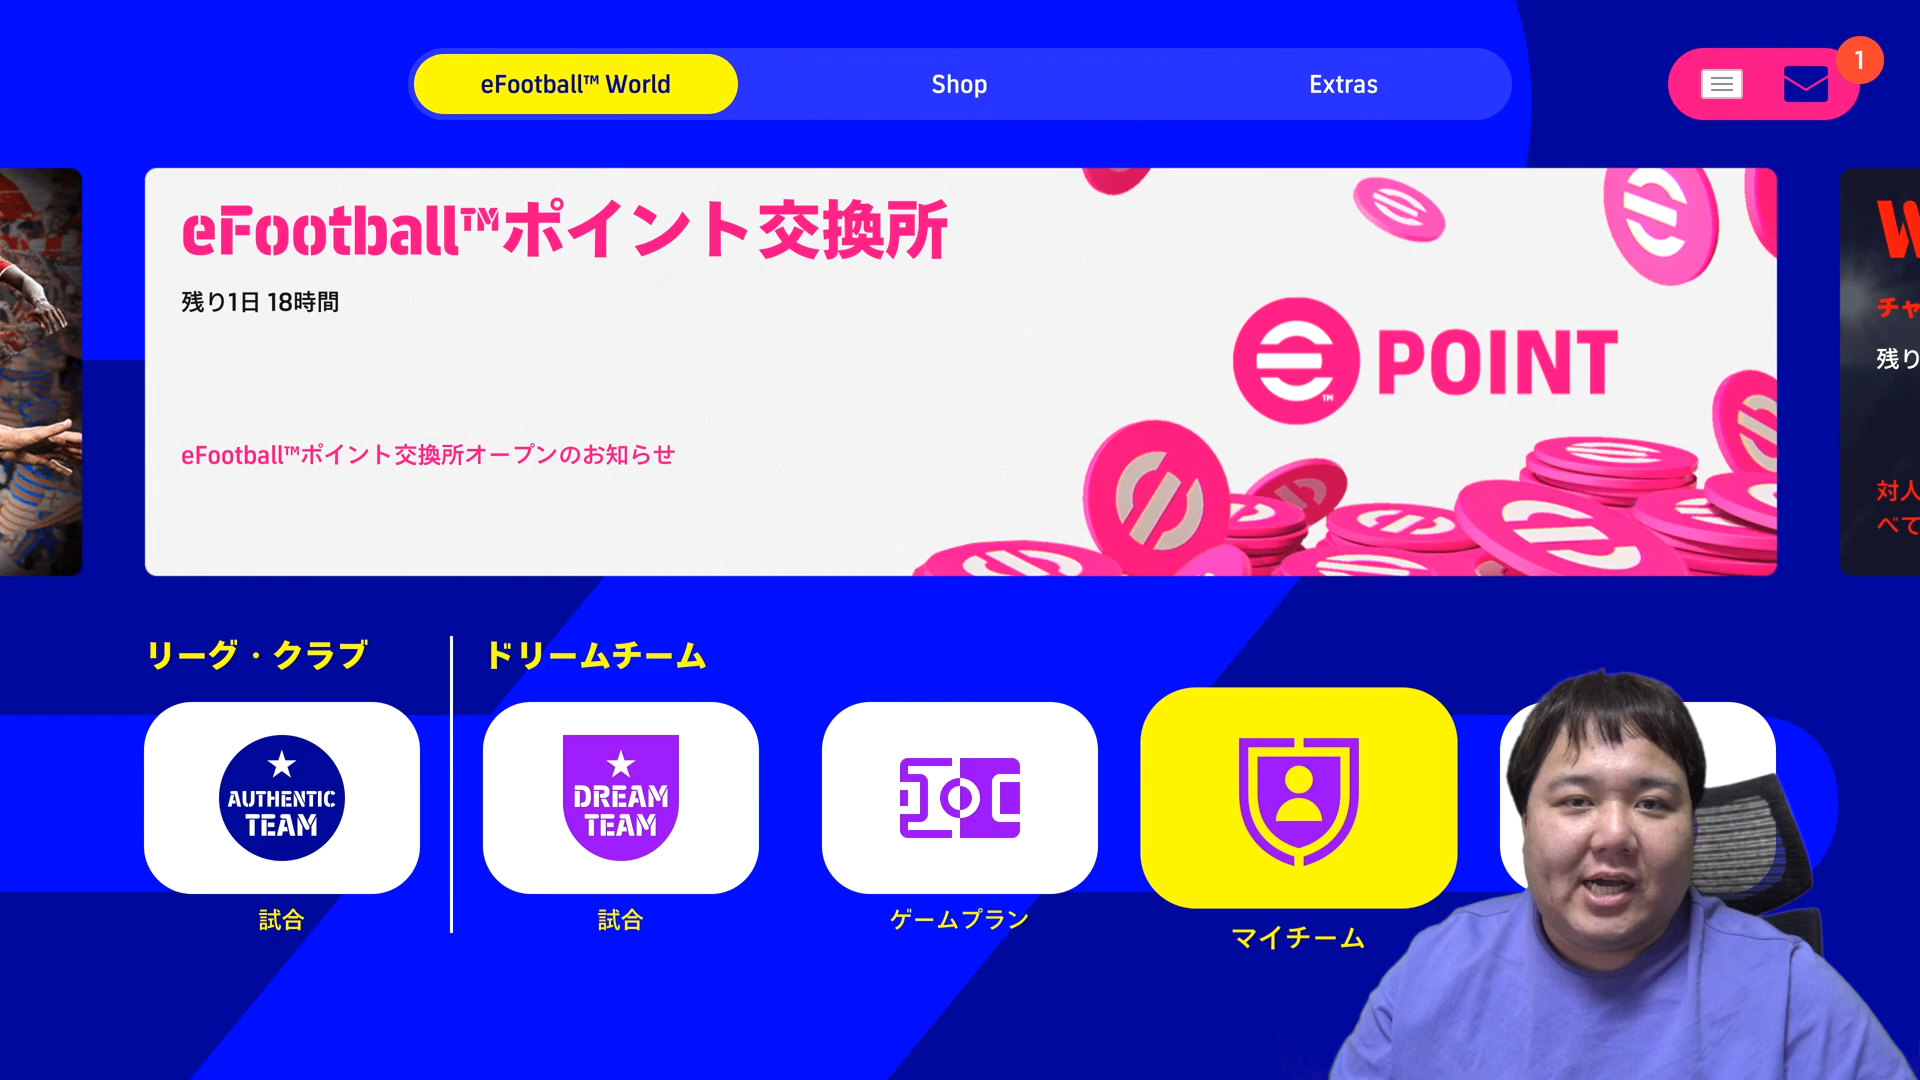 eFootball™ World
Shop
Extras
1
eFootball™ポイント交換所
残り1日 18時間
POINT
eFootball™ポイント交換所オープンのお知らせ
W
チャ
残り
対人
べて
リーグ・クラブ
ドリームチーム
AUTHENTIC
TEAM
DREAM
TEAM
試合
試合
ゲームプラン
マイチーム